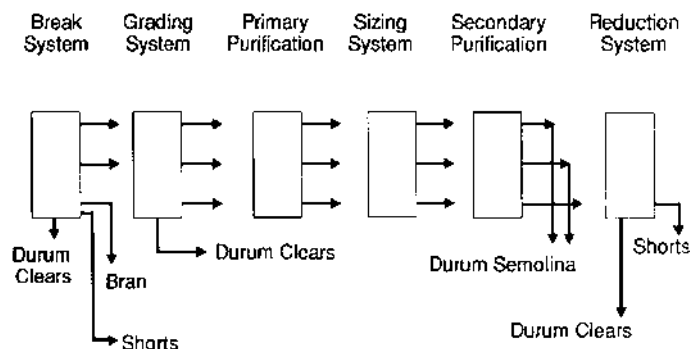 Break
System
Grading
System
Primary
Purification
Sizing
System
Secondary
Purification
Reduction
System
Durum
Clears
Bran
Shorts
Durum Clears
Durum Semolina
Shorts
Durum Clears